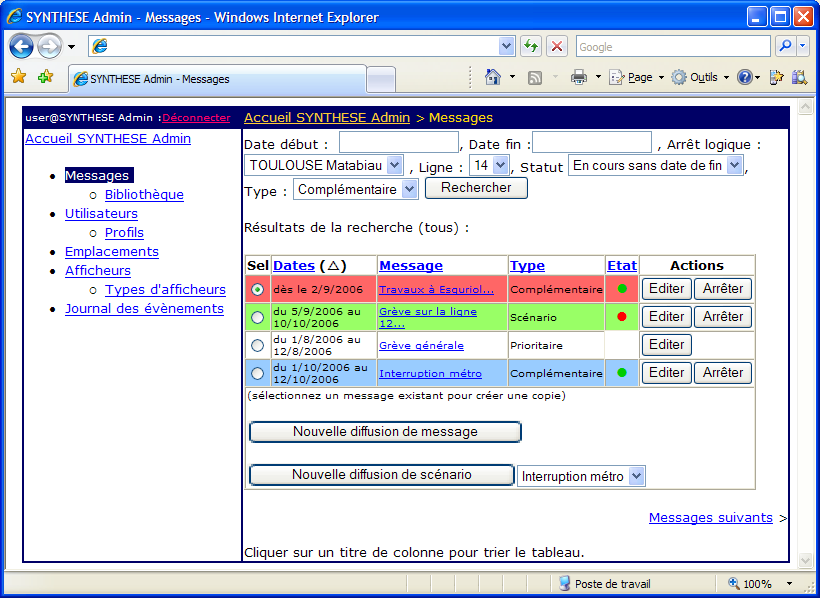 SYNTHESE Admin - Messages - Windows Internet Explorer
Google
SYNTHESE Admin - Messages
Page
Outils
user@SYNTHESE Admin :Déconnecter
Accueil SYNTHESE Admin > Messages
Accueil SYNTHESE Admin
Messages
Bibliothèque
Utilisateurs
Profils
Emplacements
Afficheurs
Types d'afficheurs
Journal des évènements
Date début : , Date fin : , Arrêt logique :
TOULOUSE Matabiau , Ligne : 14 , Statut En cours sans date de fin ,
Type : Complémentaire Rechercher
Résultats de la recherche (tous) :
Sel Dates (△) Message Type Etat Actions
dès le 2/9/2006 Travaux à Esquriol... Complémentaire Editer Arrêter
du 5/9/2006 au Grève sur la ligne Scénario Editer Arrêter
10/10/2006 12...
du 1/8/2006 au Grève générale Prioritaire Editer
12/8/2006
du 1/10/2006 au Interruption métro Complémentaire Editer Arrêter
12/10/2006
(sélectionnez un message existant pour créer une copie)
Nouvelle diffusion de message
Nouvelle diffusion de scénario Interruption métro
Messages suivants >
Cliquer sur un titre de colonne pour trier le tableau.
Poste de travail
100%